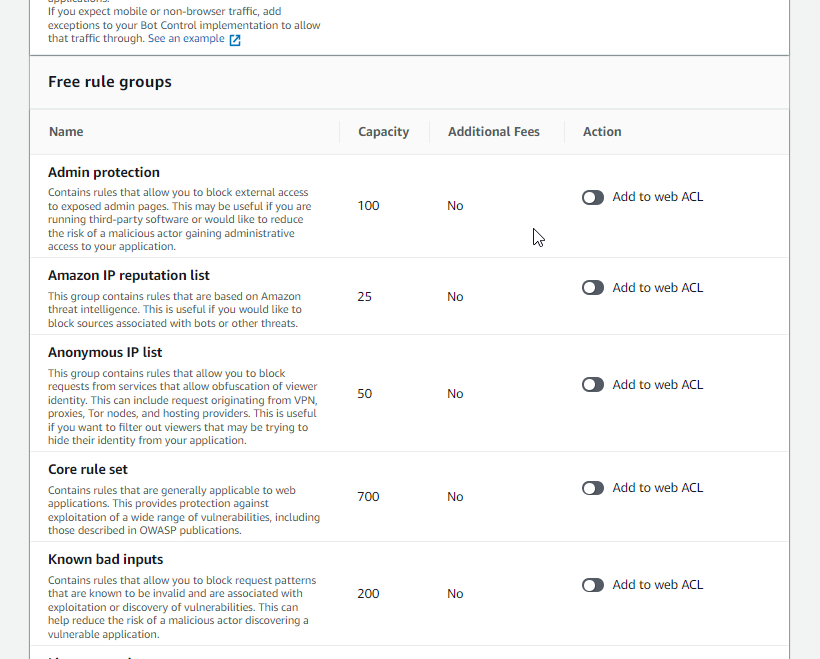 If you expect mobile or non-browser traffic, add
exceptions to your Bot Control implementation to allow
that traffic through. See an example
Free rule groups
Name Capacity Additional Fees Action
Admin protection
Contains rules that allow you to block external access
to exposed admin pages. This may be useful if you are
running third-party software or would like to reduce
the risk of a malicious actor gaining administrative
access to your application.
100 No Add to web ACL
Amazon IP reputation list
This group contains rules that are based on Amazon
threat intelligence. This is useful if you would like to
block sources associated with bots or other threats.
25 No Add to web ACL
Anonymous IP list
This group contains rules that allow you to block
requests from services that allow obfuscation of viewer
identity. This can include request originating from VPN,
proxies, Tor nodes, and hosting providers. This is useful
if you want to filter out viewers that may be trying to
hide their identity from your application.
50 No Add to web ACL
Core rule set
Contains rules that are generally applicable to web
applications. This provides protection against
exploitation of a wide range of vulnerabilities, including
those described in OWASP publications.
700 No Add to web ACL
Known bad inputs
Contains rules that allow you to block request patterns
that are known to be invalid and are associated with
exploitation or discovery of vulnerabilities. This can
help reduce the risk of a malicious actor discovering a
vulnerable application.
200 No Add to web ACL